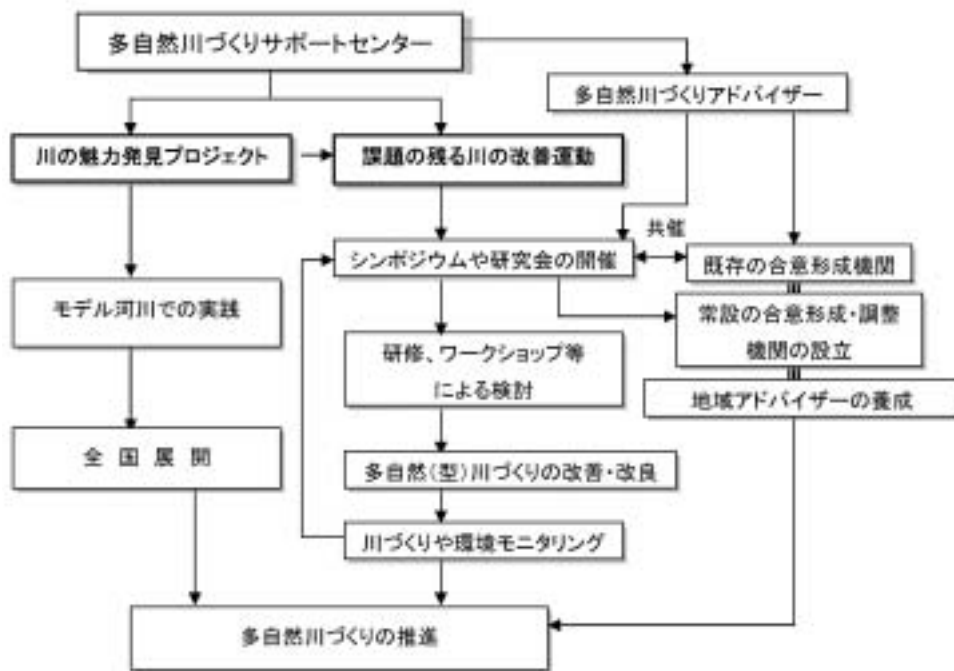 多自然川づくりサポートセンター
多自然川づくりアドバイザー
川の魅力発見プロジェクト
課題の残る川の改善運動
共催
シンポジウムや研究会の開催
既存の合意形成機関
モデル河川での実践
常設の合意形成・調整
機関の設立
研修、ワークショップ等
による検討
地域アドバイザーの養成
全国展開
多自然(型)川づくりの改善・改良
川づくりや環境モニタリング
多自然川づくりの推進